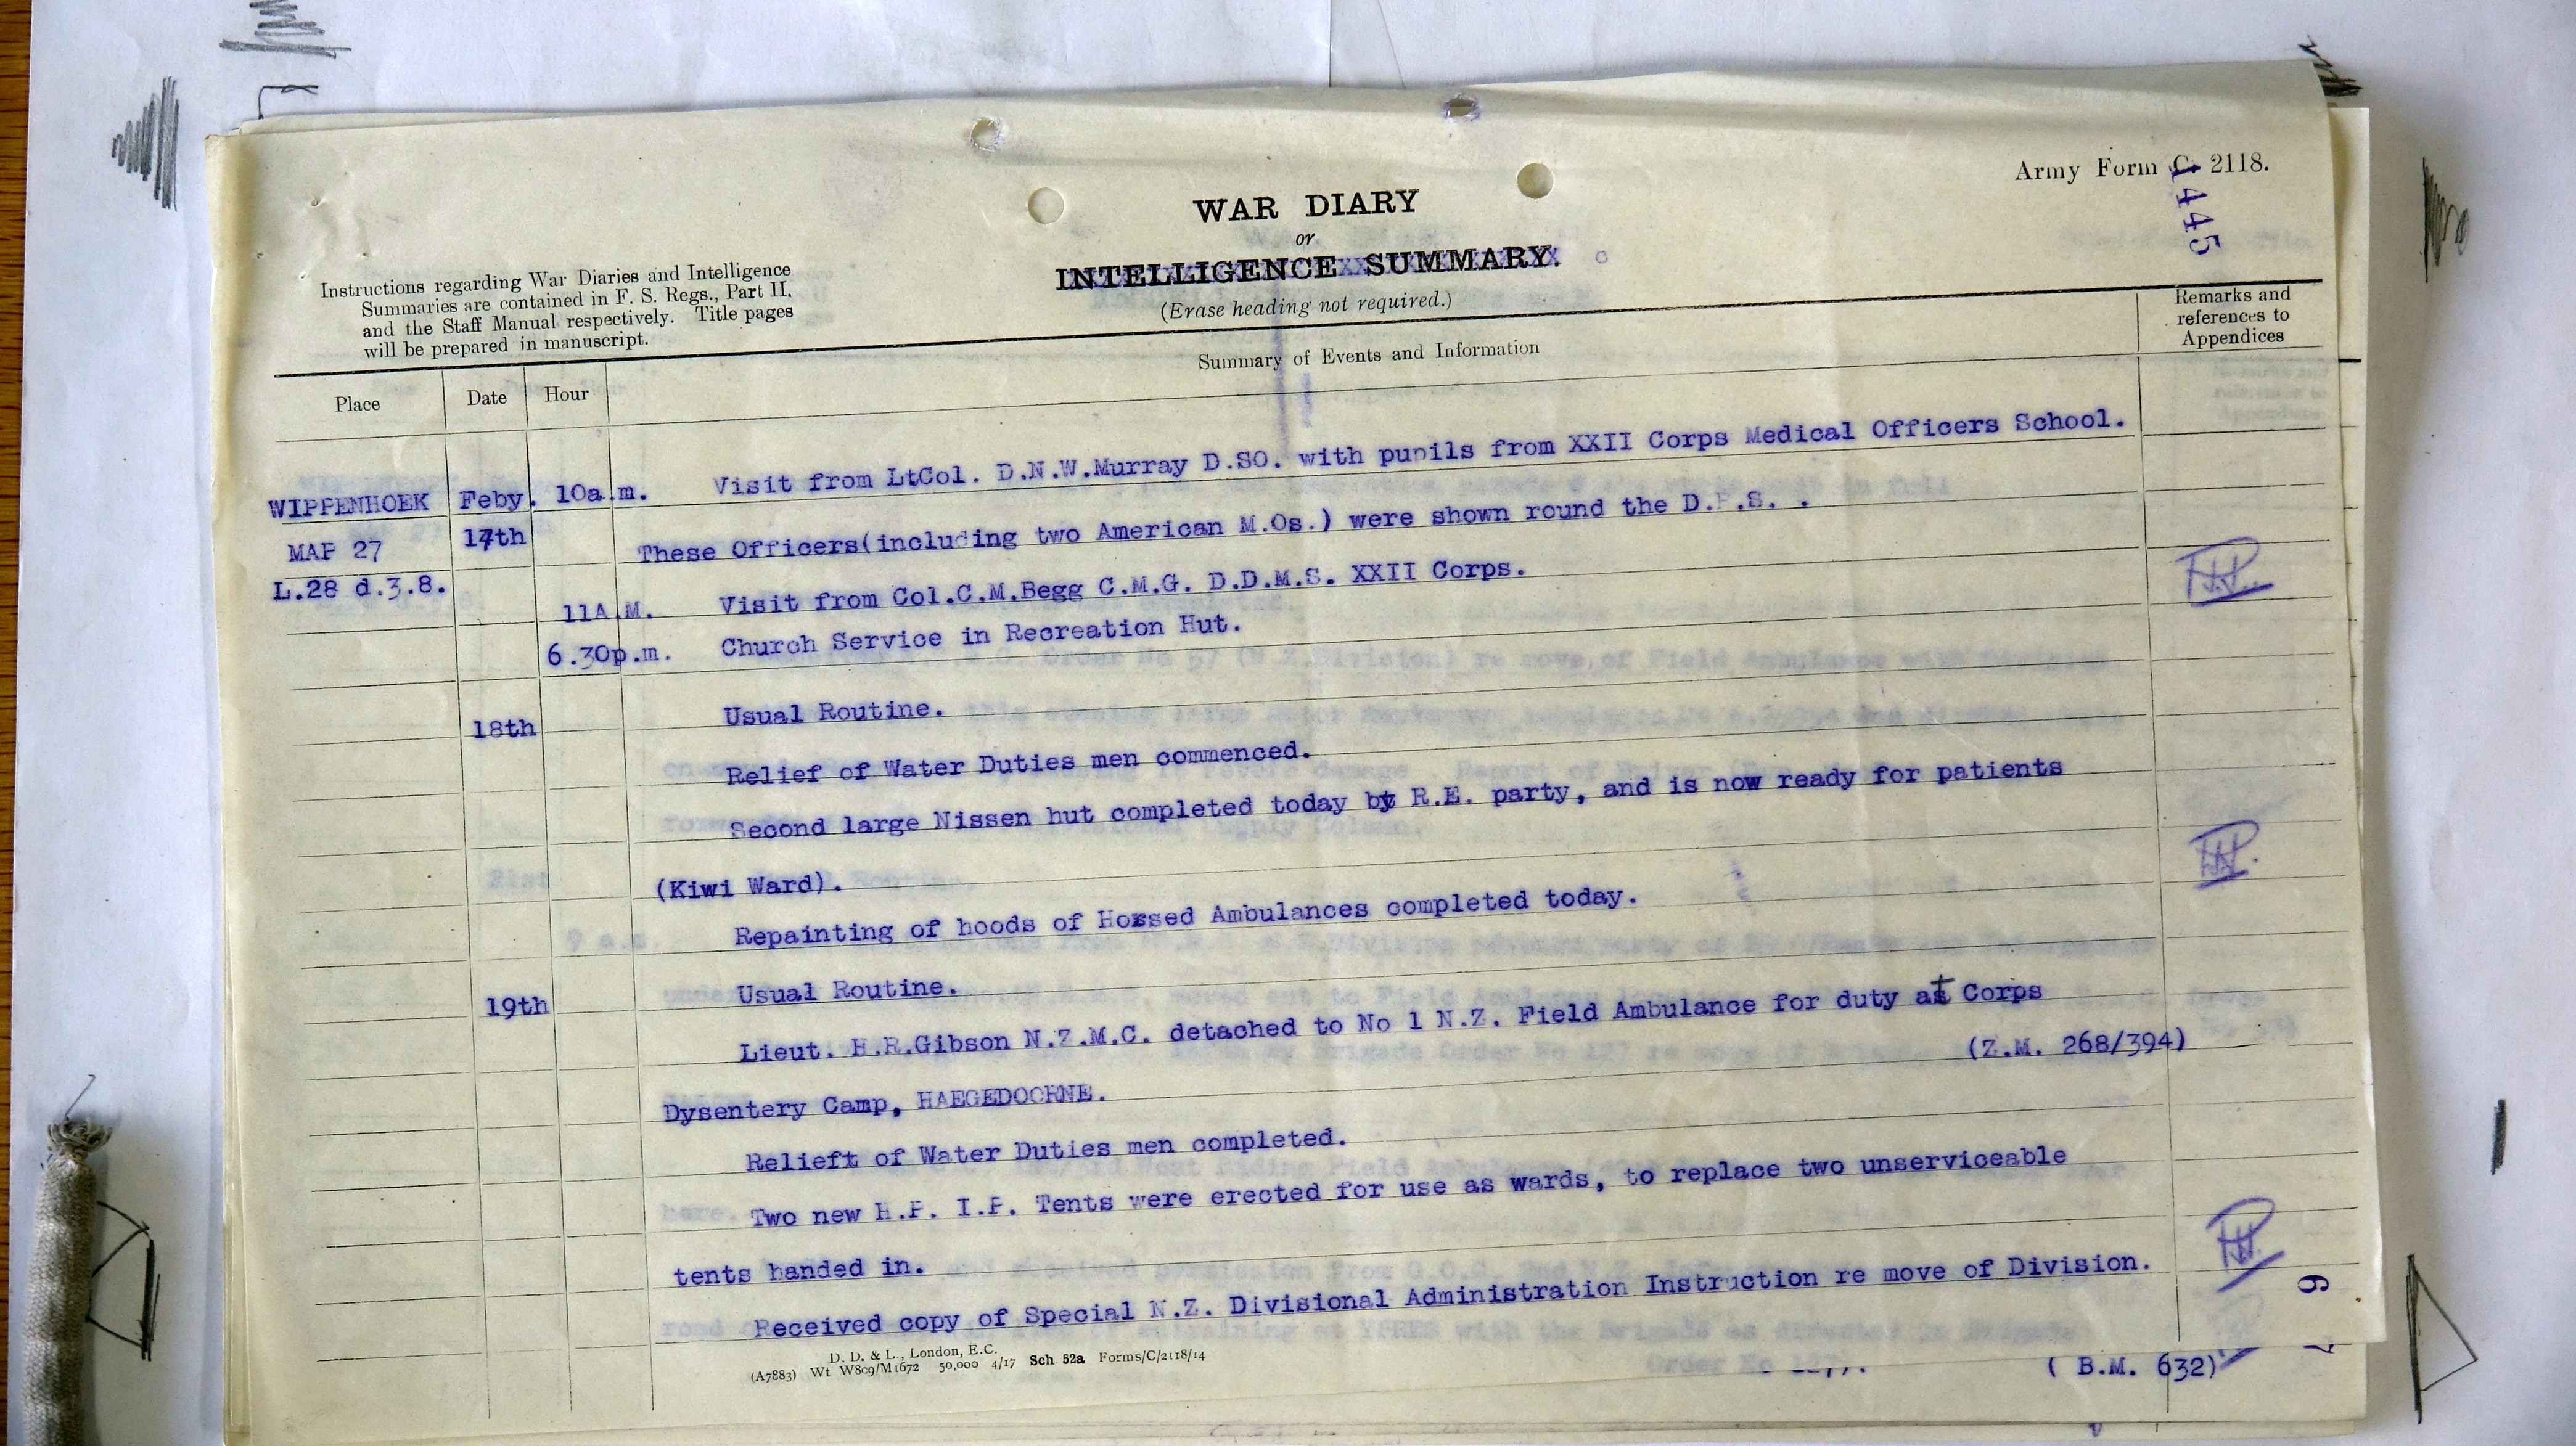 Army Form C. 2118.
1445
WAR DIARY
or
INTELLIGENCE SUMMARY.
(Erase heading not required.)
Instructions regarding War Diaries and Intelligence
Summaries are contained in F. S. Regs., Part II.
and the Staff Manual respectively. Title pages
will be prepared in manuscript.
Summary of Events and Information
Remarks and
references to
Appendices
Place
Date
Hour
WIPPENHOEK Feby. 10a.m. Visit from LtCol. D.N.W.Murray D.SO. with pupils from XXII Corps Medical Officers School.
MAP 27 17th These Officers(including two American M.Os.) were shown round the D.R.S. .
L.28 d.3.8.
11A.M. Visit from Col.C.M.Begg C.M.G. D.D.M.S. XXII Corps.
6.30p.m. Church Service in Recreation Hut.
18th Usual Routine.
Relief of Water Duties men commenced.
Second large Nissen hut completed today by R.E. party, and is now ready for patients
(Kiwi Ward).
Repainting of hoods of Horsed Ambulances completed today.
19th Usual Routine.
Lieut. H.R.Gibson N.Z.M.C. detached to No 1 N.Z. Field Ambulance for duty at Corps
(Z.M. 268/394)
Dysentery Camp, HAEGEDOORNE.
Relieft of Water Duties men completed.
Two new H.P. I.P. Tents were erected for use as wards, to replace two unserviceable
tents handed in.
Received copy of Special N.Z. Divisional Administration Instruction re move of Division.
( B.M. 632)
6
D. D. & L., London, E.C.
(A7883) Wt W809/M1672 50,000 4/17 Sch 52a Forms/C/2118/14